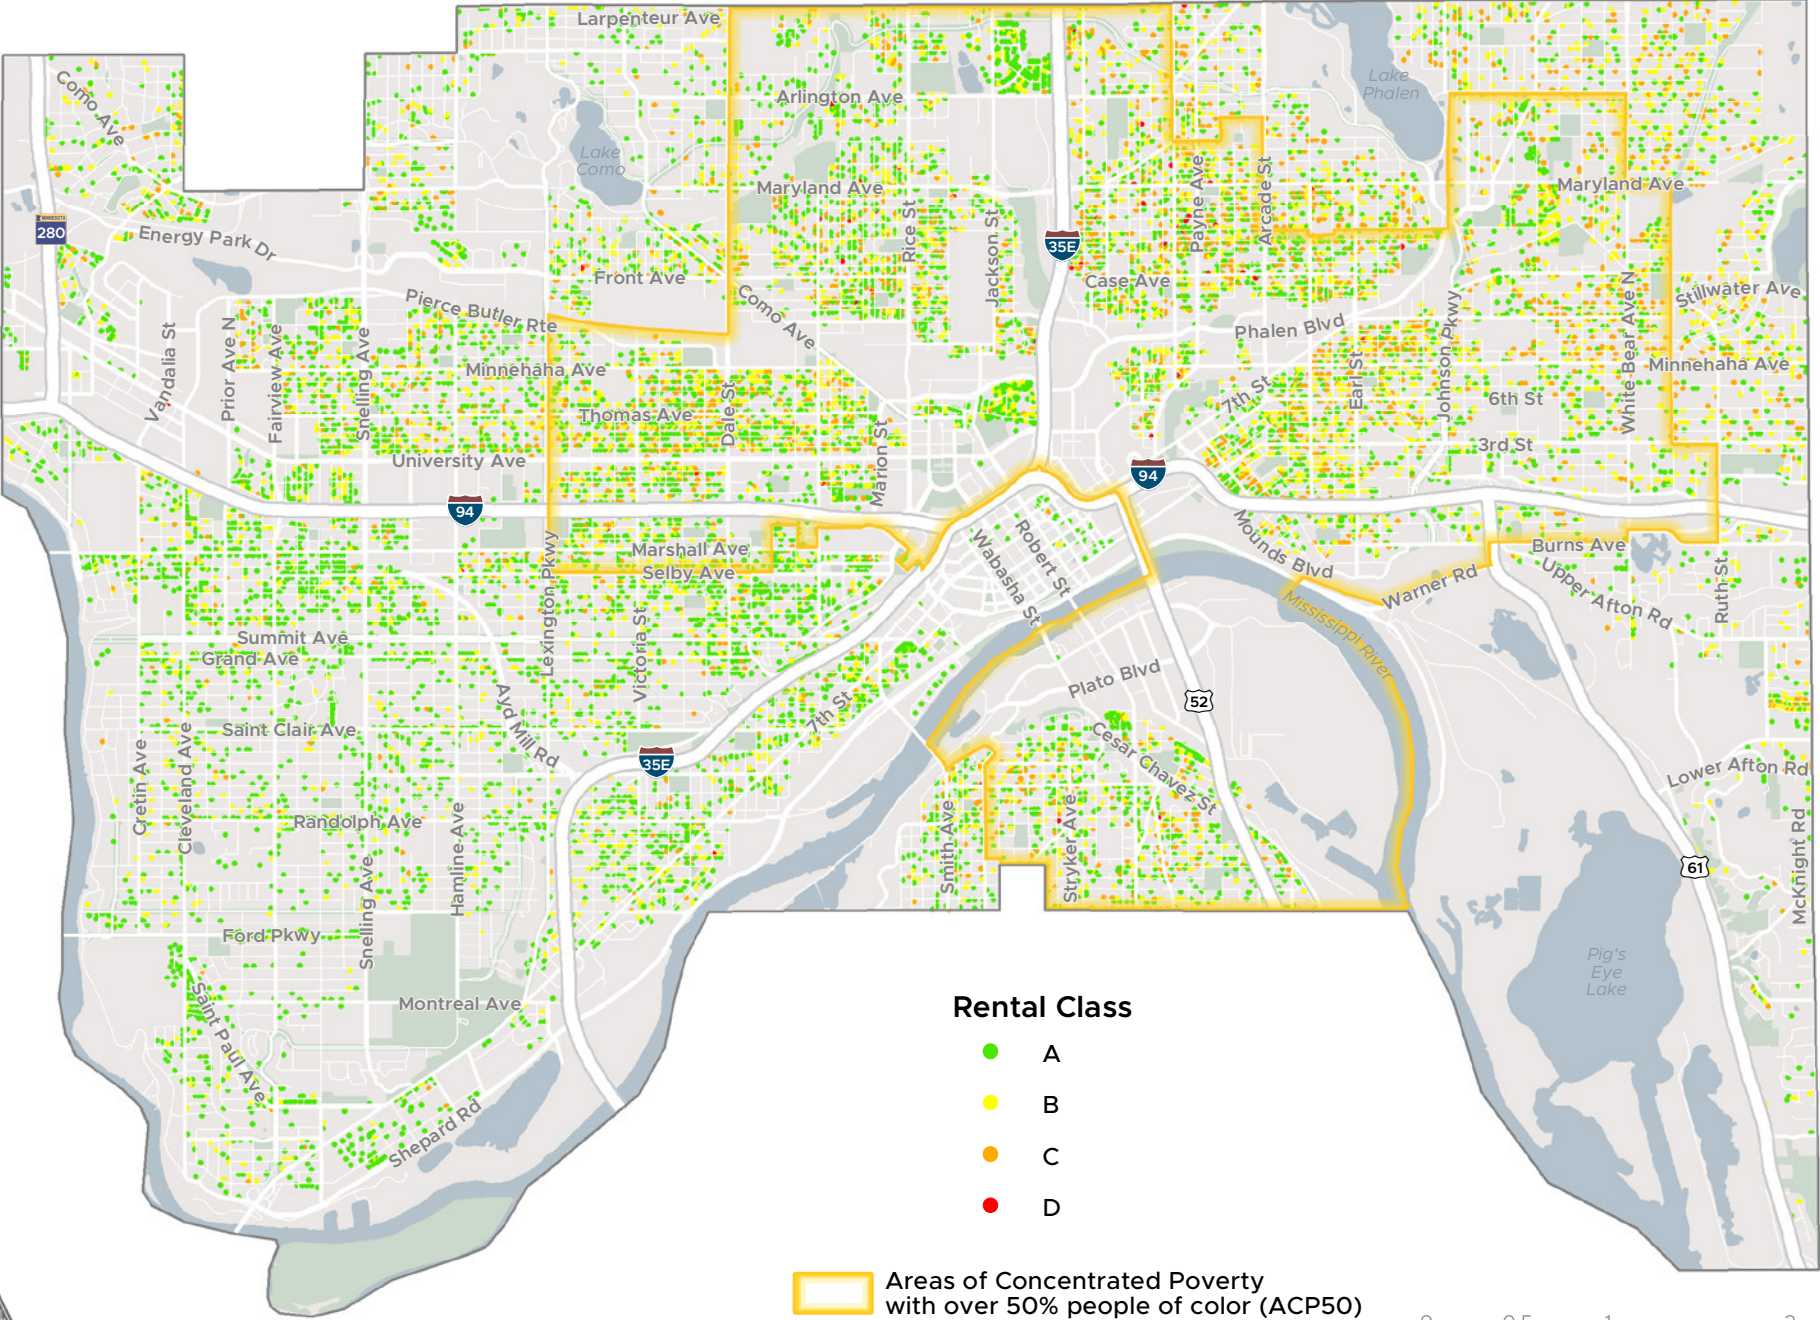 Larpenteur Ave
Como Ave
Arlington Ave
Lake
Phalen
Lake
Como
Maryland Ave
Maryland Ave
Payne Ave
Arcade St
Rice St
Jackson St
MINNESOTA
280
Energy Park Dr
35E
Front Ave
Case Ave
Pierce Butler Rte
Como Ave
Stillwater Ave
Phalen Blvd
Vandalia St
Prior Ave N
Fairview Ave
Snelling Ave
Minnehaha Ave
Minnehaha Ave
Earl St
Johnson Pkwy
White Bear Ave N
7th St
6th St
Thomas Ave
Dale St
Marion St
University Ave
3rd St
94
94
Marshall Ave
Selby Ave
Lexington Pkwy
Victoria St
Robert St
Wabasha St
Mounds Blvd
Burns Ave
Warner Rd
Upper Afton Rd
Ruth St
Mississippi River
Summit Ave
Grand Ave
Plato Blvd
52
Ayd Mill Rd
Saint Clair Ave
7th St
Cesar Chavez St
35E
Lower Afton Rd
Cretin Ave
Cleveland Ave
Randolph Ave
Hamline Ave
Snelling Ave
Smith Ave
Stryker Ave
61
McKnight Rd
Ford Pkwy
Pig's
Eye
Lake
Saint Paul Ave
Montreal Ave
Shepard Rd
Rental Class
A
B
C
D
Areas of Concentrated Poverty
with over 50% people of color (ACP50)